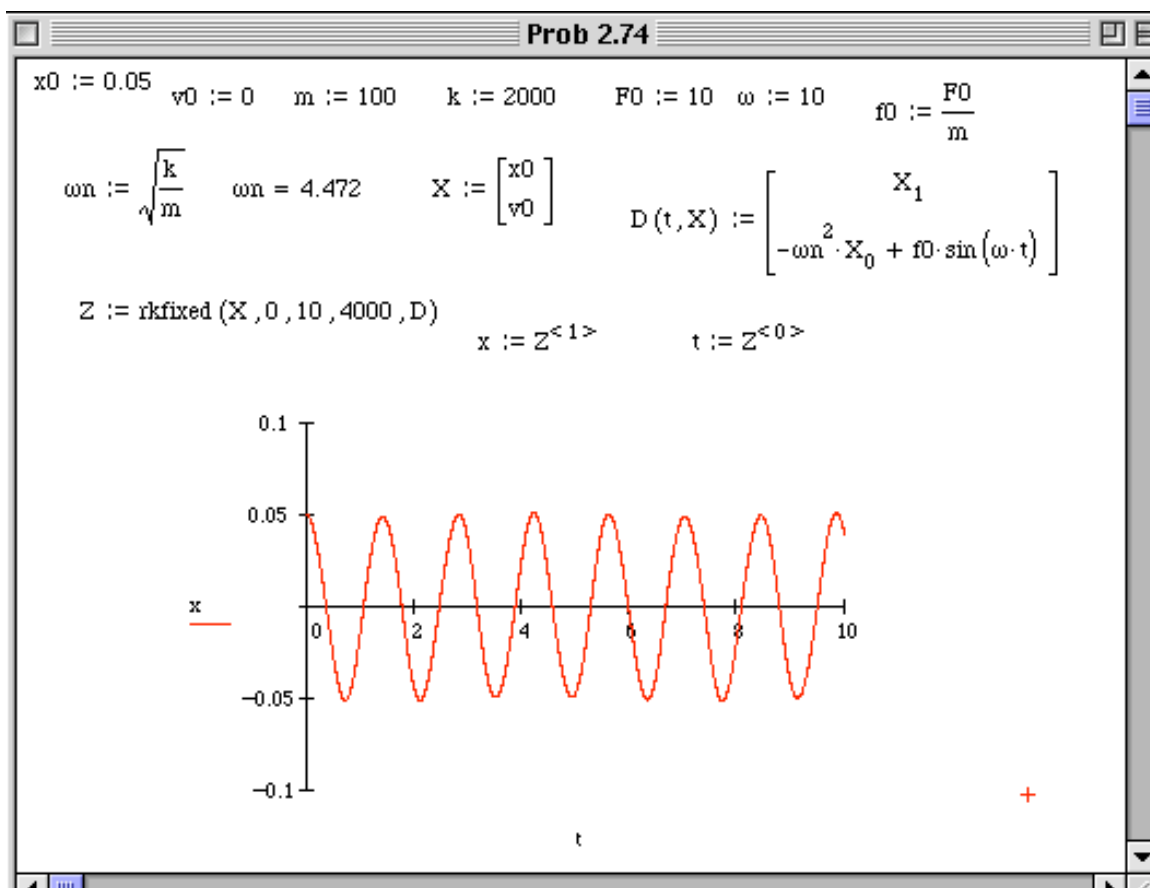 Prob 2.74
x0 := 0.05 v0 := 0 m := 100 k := 2000 F0 := 10 ω := 10 f0 := F0/m
ωn := √(k/m) ωn = 4.472 X := [x0 v0] D(t,X) := [X₁ -ωn²·X₀ + f0·sin(ω·t)]
Z := rkfixed(X,0,10,4000,D)
x := Z^<1> t := Z^<0>
0.1
0.05
x
0 2 4 6 8 10
−0.05
−0.1
t